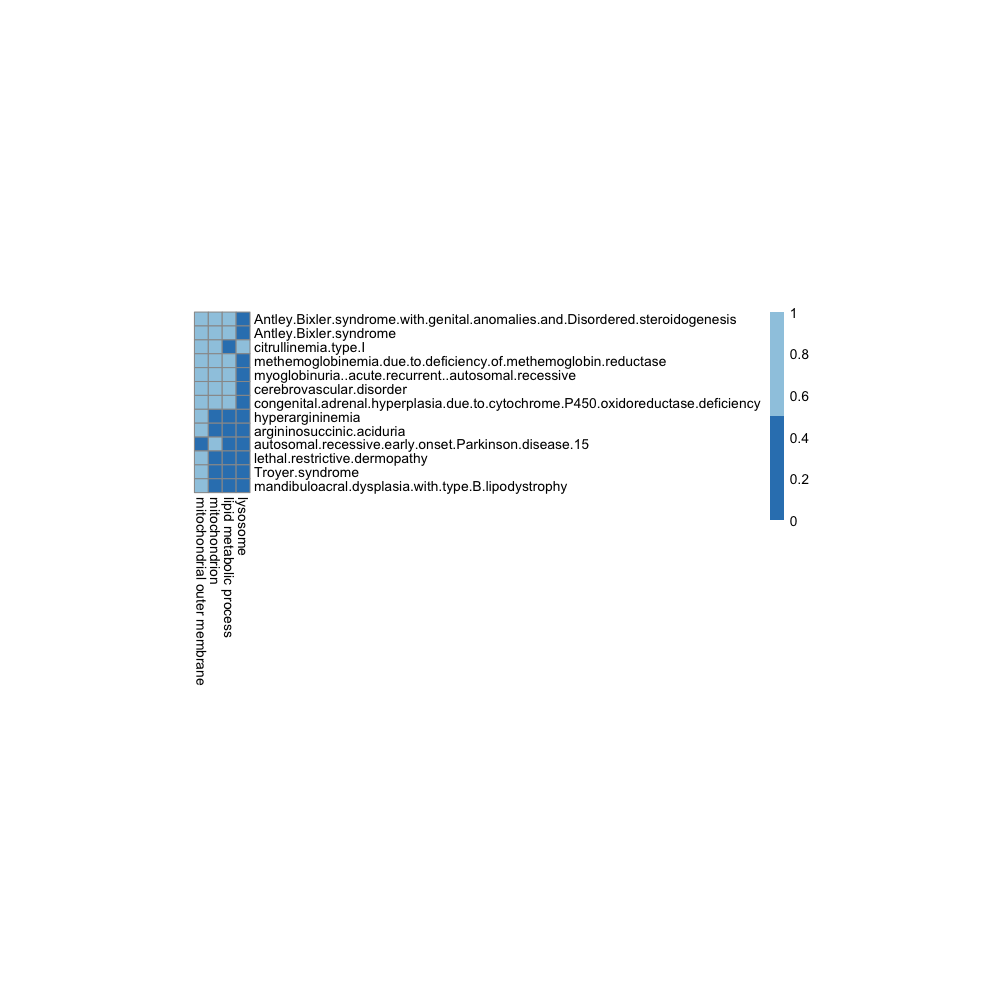 Antley.Bixler.syndrome.with.genital.anomalies.and.Disordered.steroidogenesis
Antley.Bixler.syndrome
citrullinemia.type.I
methemoglobinemia.due.to.deficiency.of.methemoglobin.reductase
myoglobinuria..acute.recurrent..autosomal.recessive
cerebrovascular.disorder
congenital.adrenal.hyperplasia.due.to.cytochrome.P450.oxidoreductase.deficiency
hyperargininemia
argininosuccinic.aciduria
autosomal.recessive.early.onset.Parkinson.disease.15
lethal.restrictive.dermopathy
Troyer.syndrome
mandibuloacral.dysplasia.with.type.B.lipodystrophy
mitochondrial outer membrane
mitochondrion
lipid metabolic process
lysosome
1
0.8
0.6
0.4
0.2
0